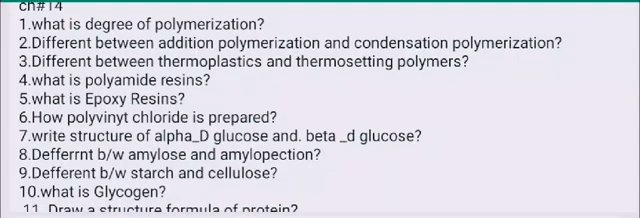 ch#14
1.what is degree of polymerization?
2.Different between addition polymerization and condensation polymerization?
3.Different between thermoplastics and thermosetting polymers?
4.what is polyamide resins?
5.what is Epoxy Resins?
6.How polyvinyt chloride is prepared?
7.write structure of alpha_D glucose and. beta _d glucose?
8.Defferrnt b/w amylose and amylopection?
9.Defferent b/w starch and cellulose?
10.what is Glycogen?
11. Draw a structure formula of protein?